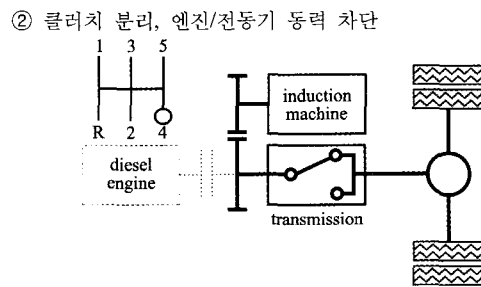 ② 클러치 분리, 엔진/전동기 동력 차단
1 3 5
R 2 4
induction
machine
diesel
engine
transmission